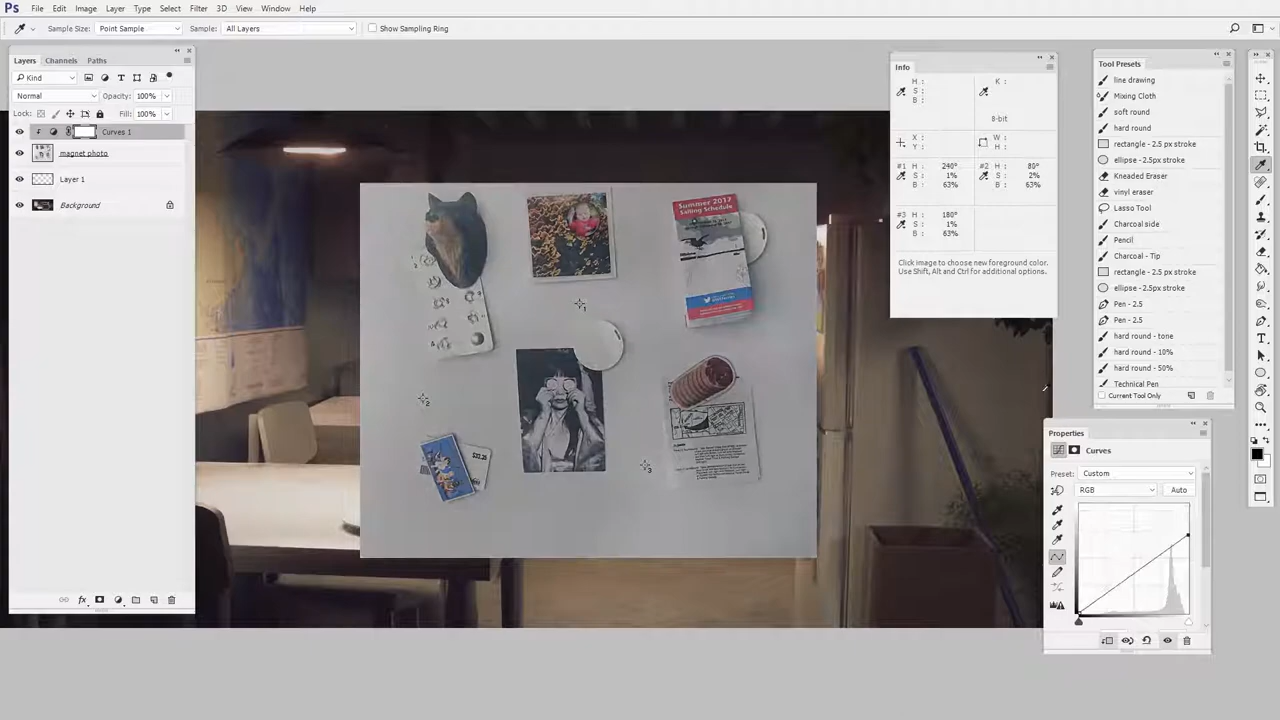 Ps File Edit Image Layer Type Select Filter 3D View Window Help
Sample Size: Point Sample Sample: All Layers Show Sampling Ring
Layers Channels Paths
Kind
Normal Opacity: 100%
Lock: Fill: 100%
Curves 1
magnet photo
Layer 1
Background
fx
Summer 2017
Sailing Schedule
1
2
3
Info
H : K :
S :
B :
8-bit
X : W :
Y : H :
#1 H : 240° #2 H : 80°
S : 1% S : 2%
B : 63% B : 63%
#3 H : 180°
S : 1%
B : 63%
Click image to choose new foreground color.
Use Shift, Alt and Ctrl for additional options.
Tool Presets
line drawing
Mixing Cloth
soft round
hard round
rectangle - 2.5 px stroke
ellipse - 2.5px stroke
Kneaded Eraser
vinyl eraser
Lasso Tool
Charcoal side
Pencil
Charcoal - Tip
rectangle - 2.5 px stroke
ellipse - 2.5px stroke
Pen - 2.5
Pen - 2.5
hard round - tone
hard round - 10%
hard round - 50%
Technical Pen
Current Tool Only
Properties
Curves
Preset: Custom
RGB Auto